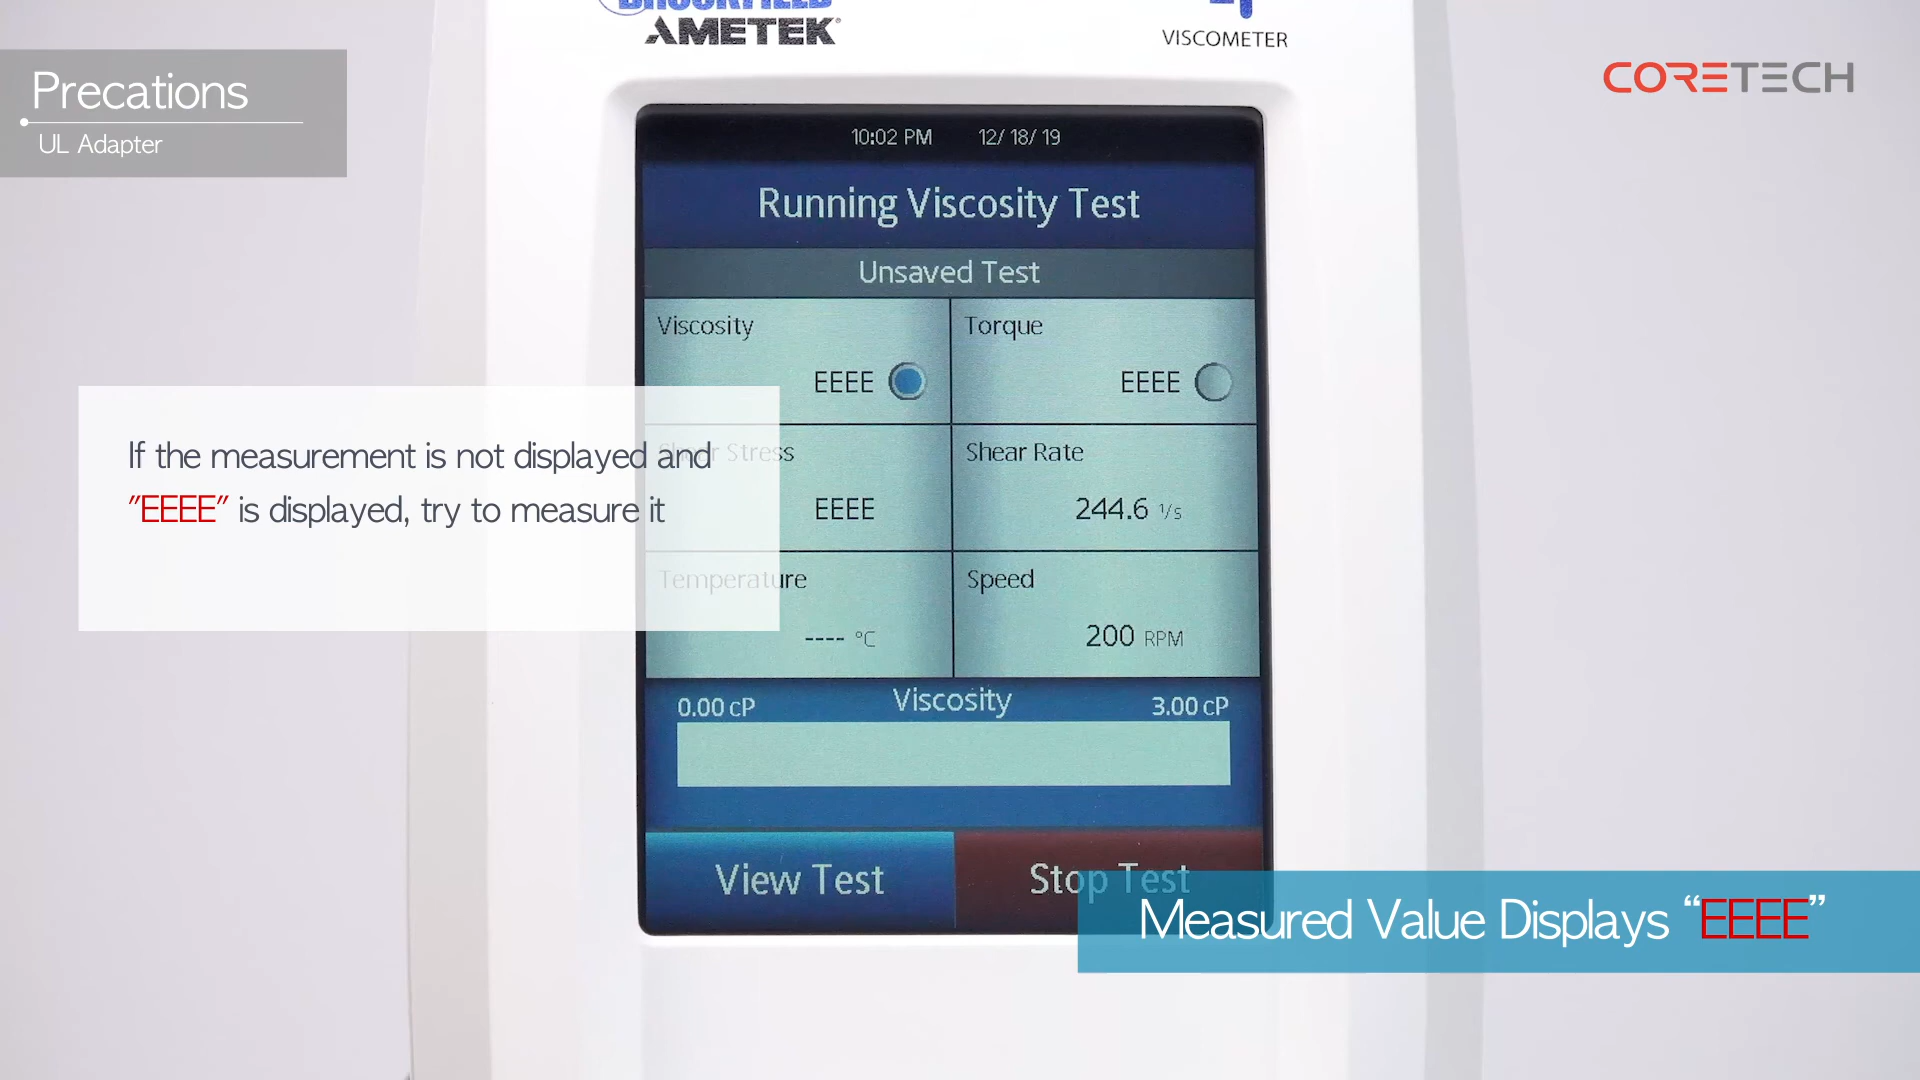 BROOKFIELD
AMETEK
VISCOMETER
Precations
UL Adapter
CORETECH
10:02 PM 12/18/19
Running Viscosity Test
Unsaved Test
Viscosity
EEEE
Torque
EEEE
Shear Stress
EEEE
Shear Rate
244.6 1/s
Temperature
---- °C
Speed
200 RPM
If the measurement is not displayed and
"EEEE" is displayed, try to measure it
0.00 cP Viscosity 3.00 cP
View Test Stop Test
Measured Value Displays “EEEE”